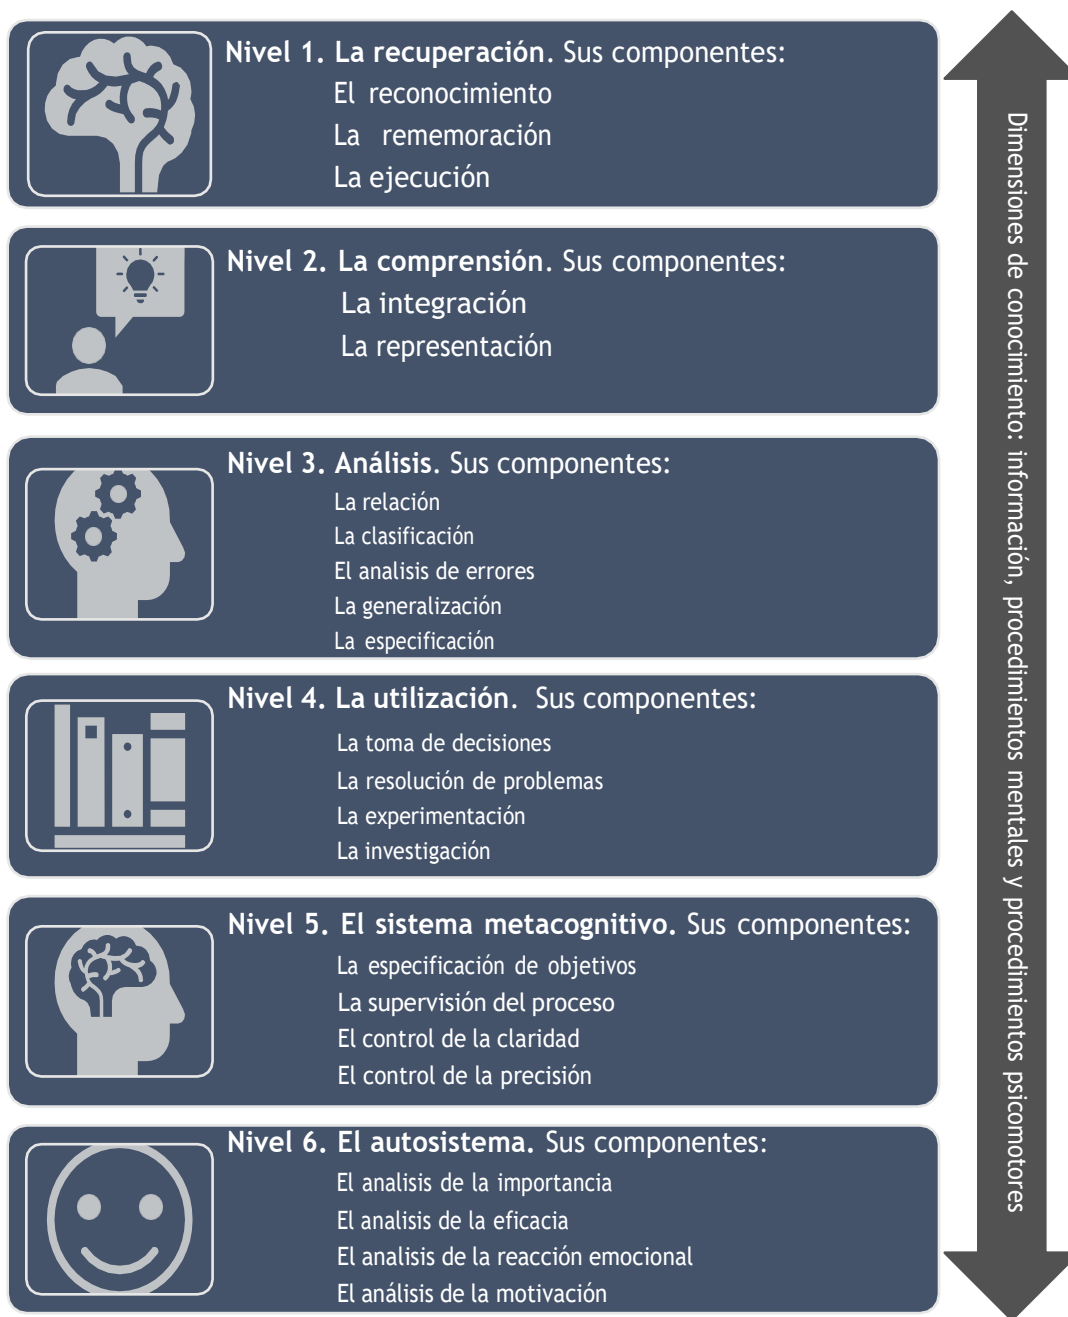 Nivel 1. La recuperación. Sus componentes:
El reconocimiento
La rememoración
La ejecución
Nivel 2. La comprensión. Sus componentes:
La integración
La representación
Nivel 3. Análisis. Sus componentes:
La relación
La clasificación
El analisis de errores
La generalización
La especificación
Nivel 4. La utilización. Sus componentes:
La toma de decisiones
La resolución de problemas
La experimentación
La investigación
Nivel 5. El sistema metacognitivo. Sus componentes:
La especificación de objetivos
La supervisión del proceso
El control de la claridad
El control de la precisión
Nivel 6. El autosistema. Sus componentes:
El analisis de la importancia
El analisis de la eficacia
El analisis de la reacción emocional
El análisis de la motivación
Dimensiones de conocimiento: información, procedimientos mentales y procedimientos psicomotores